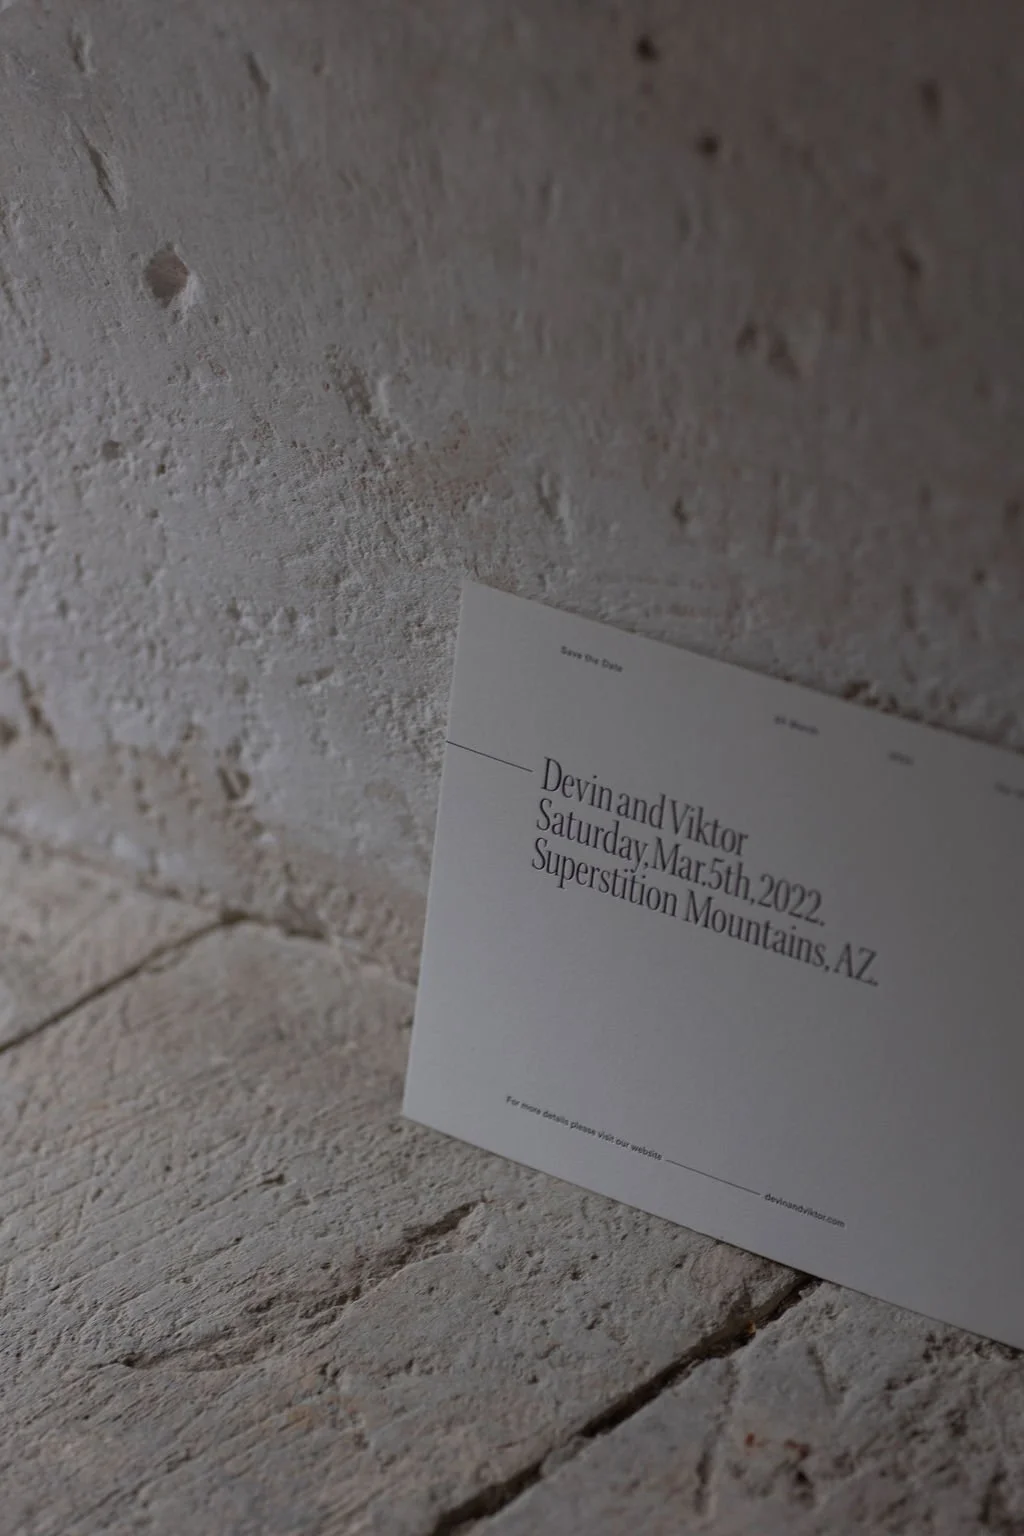 Save the Date
Devin and Viktor
Saturday, Mar. 5th, 2022.
Superstition Mountains, AZ.
For more details please visit our website
devinandviktor.com